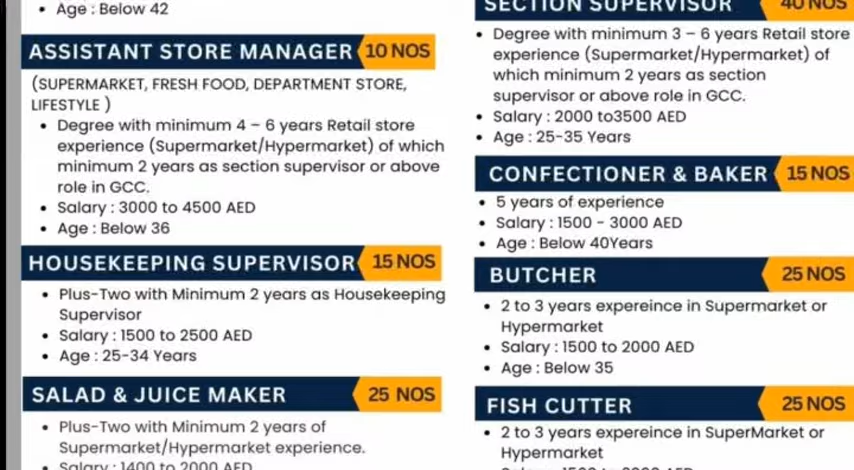 Age : Below 42
ASSISTANT STORE MANAGER 10 NOS
(SUPERMARKET, FRESH FOOD, DEPARTMENT STORE,
LIFESTYLE )
Degree with minimum 4 – 6 years Retail store
experience (Supermarket/Hypermarket) of which
minimum 2 years as section supervisor or above
role in GCC.
Salary : 3000 to 4500 AED
Age : Below 36
HOUSEKEEPING SUPERVISOR 15 NOS
Plus-Two with Minimum 2 years as Housekeeping
Supervisor
Salary : 1500 to 2500 AED
Age : 25-34 Years
SALAD & JUICE MAKER 25 NOS
Plus-Two with Minimum 2 years of
Supermarket/Hypermarket experience.
Salary : 1400 to 2000 AED
SECTION SUPERVISOR 40 NOS
Degree with minimum 3 – 6 years Retail store
experience (Supermarket/Hypermarket) of
which minimum 2 years as section
supervisor or above role in GCC.
Salary : 2000 to3500 AED
Age : 25-35 Years
CONFECTIONER & BAKER 15 NOS
5 years of experience
Salary : 1500 - 3000 AED
Age : Below 40Years
BUTCHER 25 NOS
2 to 3 years expereince in Supermarket or
Hypermarket
Salary : 1500 to 2000 AED
Age : Below 35
FISH CUTTER 25 NOS
2 to 3 years expereince in SuperMarket or
Hypermarket